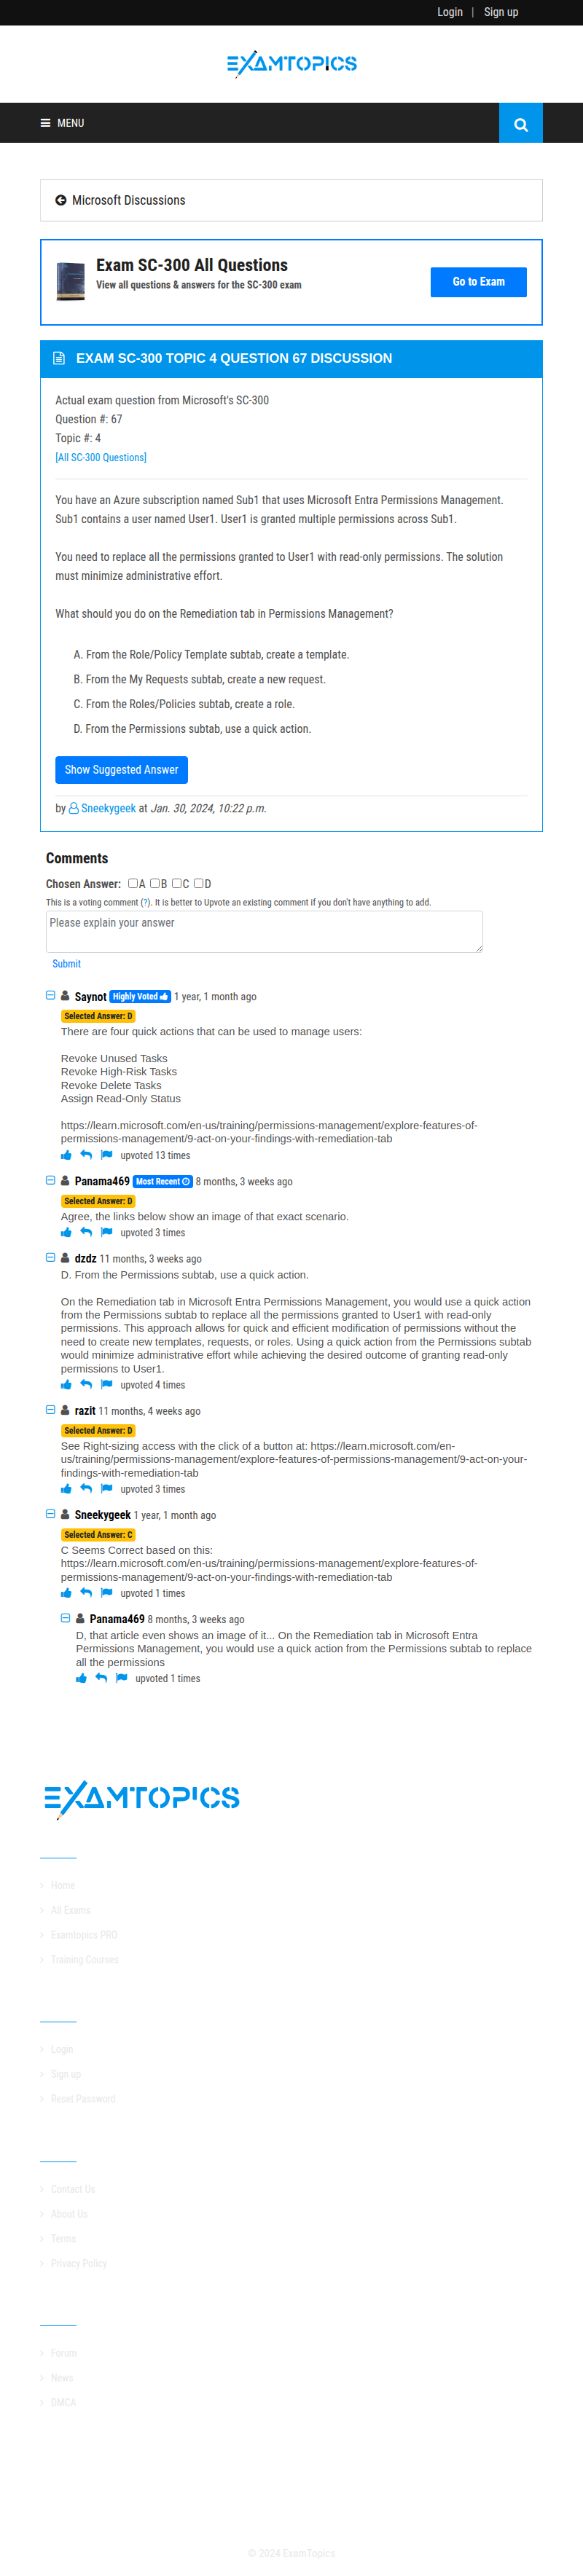 Login | Sign up
EXAMTOPICS
MENU
Microsoft Discussions
Exam SC-300 All Questions
View all questions & answers for the SC-300 exam
Go to Exam
EXAM SC-300 TOPIC 4 QUESTION 67 DISCUSSION
Actual exam question from Microsoft's SC-300
Question #: 67
Topic #: 4
[All SC-300 Questions]
You have an Azure subscription named Sub1 that uses Microsoft Entra Permissions Management.
Sub1 contains a user named User1. User1 is granted multiple permissions across Sub1.
You need to replace all the permissions granted to User1 with read-only permissions. The solution
must minimize administrative effort.
What should you do on the Remediation tab in Permissions Management?
A. From the Role/Policy Template subtab, create a template.
B. From the My Requests subtab, create a new request.
C. From the Roles/Policies subtab, create a role.
D. From the Permissions subtab, use a quick action.
Show Suggested Answer
by Sneekygeek at Jan. 30, 2024, 10:22 p.m.
Comments
Chosen Answer: A B C D
This is a voting comment (?). It is better to Upvote an existing comment if you don't have anything to add.
Please explain your answer
Submit
Saynot Highly Voted 1 year, 1 month ago
Selected Answer: D
There are four quick actions that can be used to manage users:
Revoke Unused Tasks
Revoke High-Risk Tasks
Revoke Delete Tasks
Assign Read-Only Status
https://learn.microsoft.com/en-us/training/permissions-management/explore-features-of-
permissions-management/9-act-on-your-findings-with-remediation-tab
upvoted 13 times
Panama469 Most Recent 8 months, 3 weeks ago
Selected Answer: D
Agree, the links below show an image of that exact scenario.
upvoted 3 times
dzdz 11 months, 3 weeks ago
D. From the Permissions subtab, use a quick action.
On the Remediation tab in Microsoft Entra Permissions Management, you would use a quick action
from the Permissions subtab to replace all the permissions granted to User1 with read-only
permissions. This approach allows for quick and efficient modification of permissions without the
need to create new templates, requests, or roles. Using a quick action from the Permissions subtab
would minimize administrative effort while achieving the desired outcome of granting read-only
permissions to User1.
upvoted 4 times
razit 11 months, 4 weeks ago
Selected Answer: D
See Right-sizing access with the click of a button at: https://learn.microsoft.com/en-
us/training/permissions-management/explore-features-of-permissions-management/9-act-on-your-
findings-with-remediation-tab
upvoted 3 times
Sneekygeek 1 year, 1 month ago
Selected Answer: C
C Seems Correct based on this:
https://learn.microsoft.com/en-us/training/permissions-management/explore-features-of-
permissions-management/9-act-on-your-findings-with-remediation-tab
upvoted 1 times
Panama469 8 months, 3 weeks ago
D, that article even shows an image of it... On the Remediation tab in Microsoft Entra
Permissions Management, you would use a quick action from the Permissions subtab to replace
all the permissions
upvoted 1 times
EXAMTOPICS
Home
All Exams
Examtopics PRO
Training Courses
Login
Sign up
Reset Password
Contact Us
About Us
Terms
Privacy Policy
Forum
News
DMCA
© 2024 ExamTopics